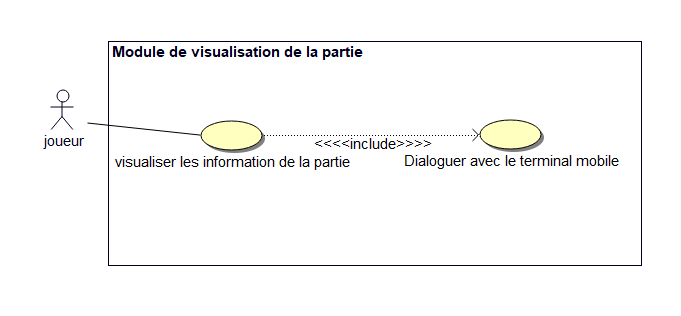 Module de visualisation de la partie
joueur
<<<<include>>>>
visualiser les information de la partie
Dialoguer avec le terminal mobile